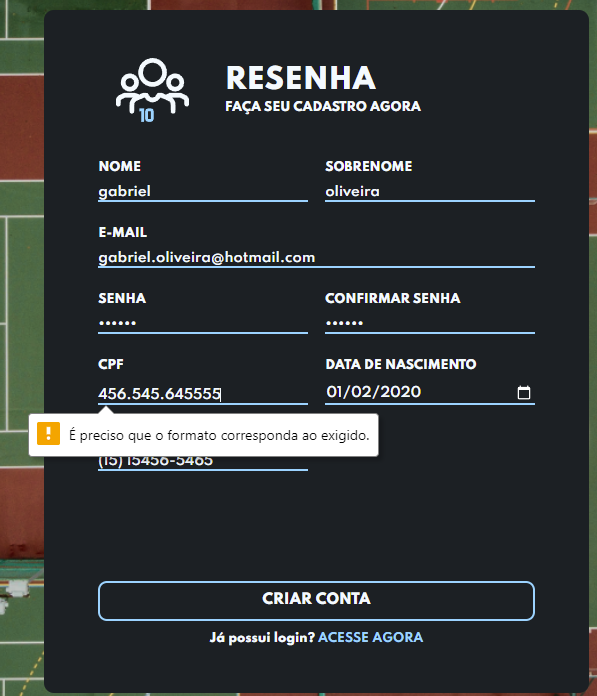 10
RESENHA
FAÇA SEU CADASTRO AGORA
NOME
SOBRENOME
gabriel
oliveira
E-MAIL
gabriel.oliveira@hotmail.com
SENHA
CONFIRMAR SENHA
••••••
••••••
CPF
DATA DE NASCIMENTO
456.545.645555
01/02/2020
É preciso que o formato corresponda ao exigido.
(15) 15456-5465
CRIAR CONTA
Já possui login? ACESSE AGORA